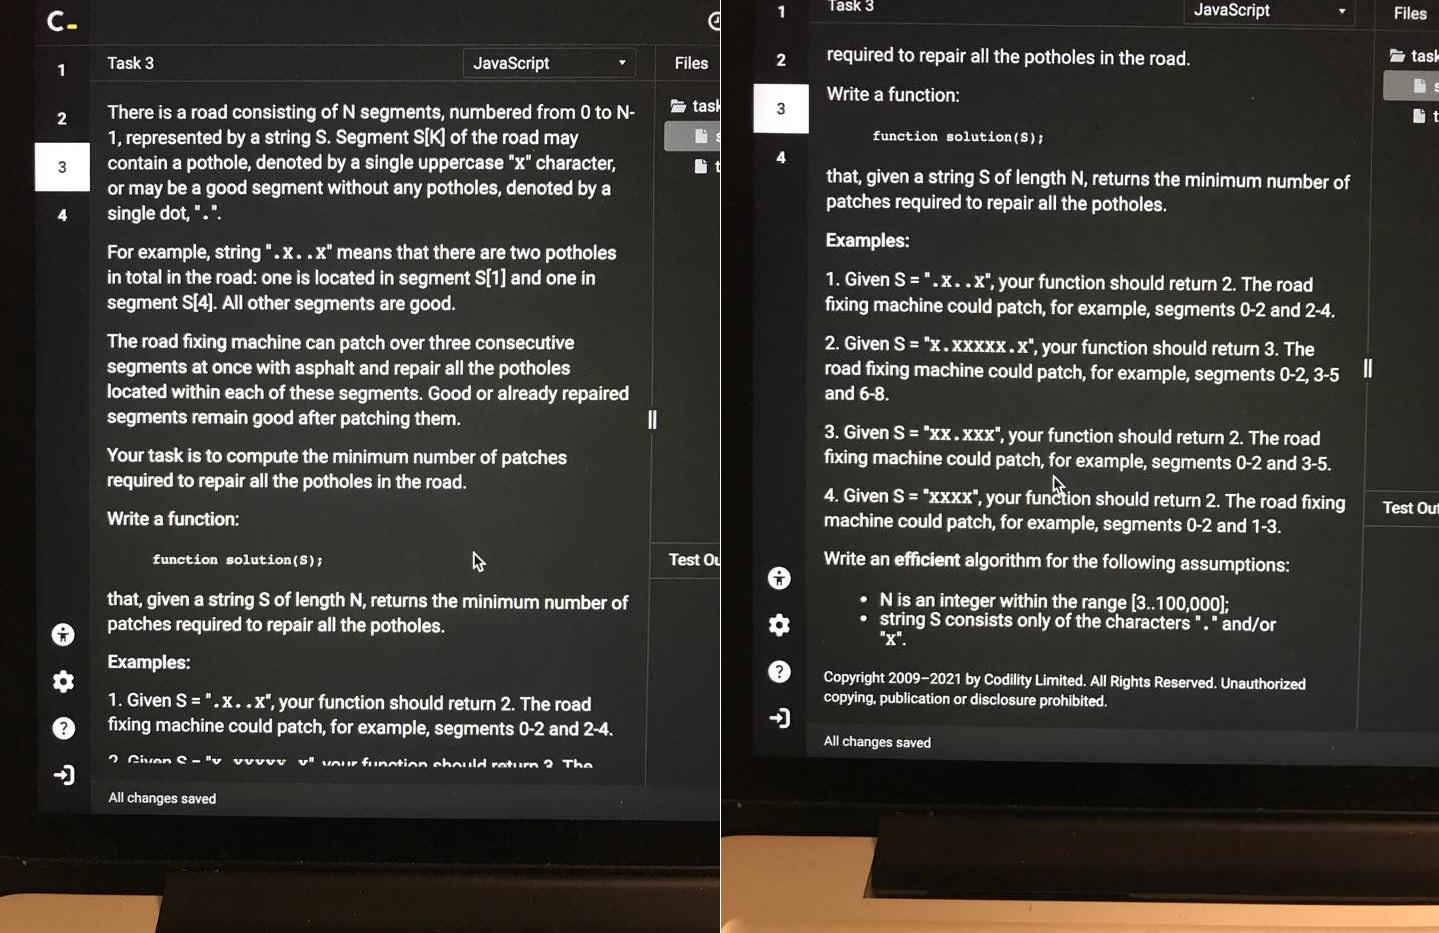 C_
Task 3
JavaScript
Files
1
2
3
4
There is a road consisting of N segments, numbered from 0 to N-
1, represented by a string S. Segment S[K] of the road may
contain a pothole, denoted by a single uppercase "X" character,
or may be a good segment without any potholes, denoted by a
single dot, ".".
For example, string ".X..X" means that there are two potholes
in total in the road: one is located in segment S[1] and one in
segment S[4]. All other segments are good.
The road fixing machine can patch over three consecutive
segments at once with asphalt and repair all the potholes
located within each of these segments. Good or already repaired
segments remain good after patching them.
Your task is to compute the minimum number of patches
required to repair all the potholes in the road.
Write a function:
function solution(S);
that, given a string S of length N, returns the minimum number of
patches required to repair all the potholes.
Examples:
1. Given S = ".X..X", your function should return 2. The road
fixing machine could patch, for example, segments 0-2 and 2-4.
2. Given S = "X.XXXXX.X", your function should return 3. The
All changes saved
task
s
t
Test Ou
Task 3
JavaScript
Files
1
2
3
4
required to repair all the potholes in the road.
Write a function:
function solution(S);
that, given a string S of length N, returns the minimum number of
patches required to repair all the potholes.
Examples:
1. Given S = ".X..X", your function should return 2. The road
fixing machine could patch, for example, segments 0-2 and 2-4.
2. Given S = "X.XXXXX.X", your function should return 3. The
road fixing machine could patch, for example, segments 0-2, 3-5
and 6-8.
3. Given S = "XX.XXX", your function should return 2. The road
fixing machine could patch, for example, segments 0-2 and 3-5.
4. Given S = "XXXX", your function should return 2. The road fixing
machine could patch, for example, segments 0-2 and 1-3.
Write an efficient algorithm for the following assumptions:
• N is an integer within the range [3..100,000];
• string S consists only of the characters "." and/or
"X".
Copyright 2009–2021 by Codility Limited. All Rights Reserved. Unauthorized
copying, publication or disclosure prohibited.
All changes saved
task
s
t
Test Out